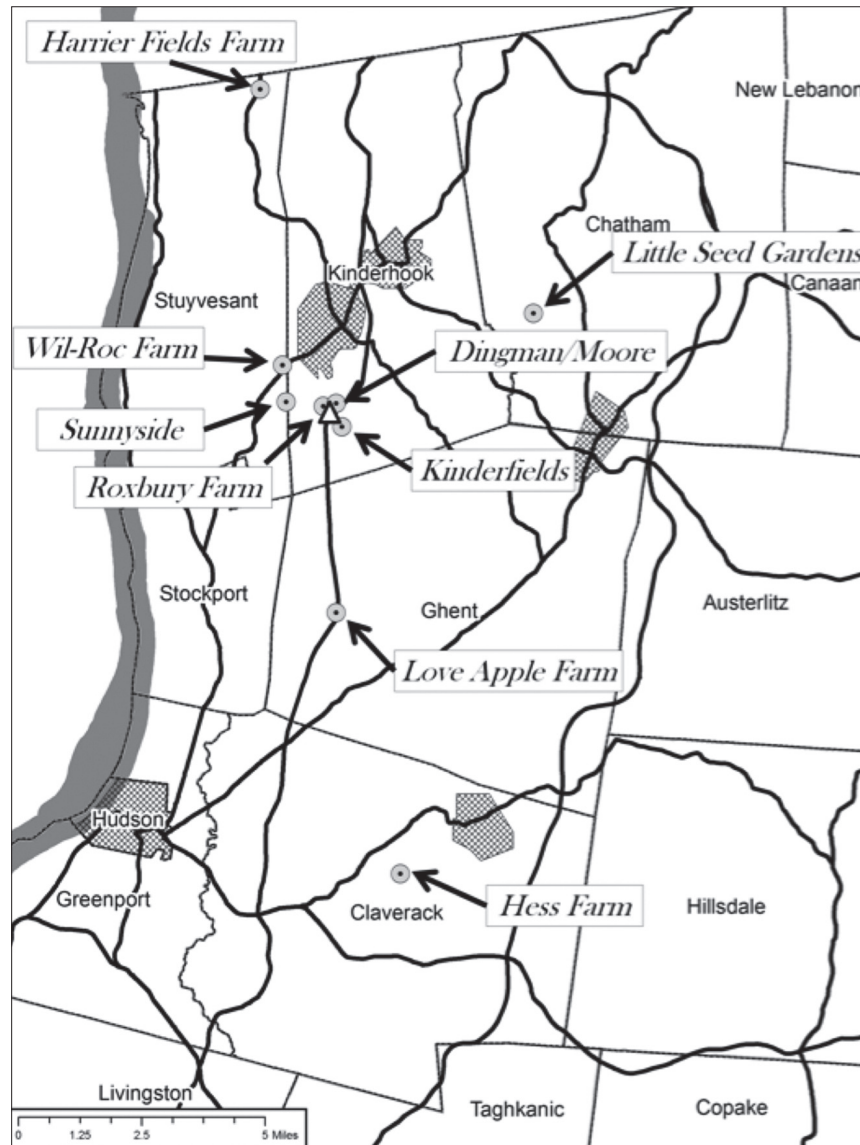 Harrier Fields Farm
New Lebanon
Chatham
Little Seed Gardens
Kinderhook
Canaan
Stuyvesant
Wil-Roc Farm
Dingman/Moore
Sunnyside
Roxbury Farm
Kinderfields
Stockport
Ghent
Austerlitz
Love Apple Farm
Hudson
Greenport
Claverack
Hess Farm
Hillsdale
Livingston
Taghkanic
Copake
0 1.25 2.5 5 Miles